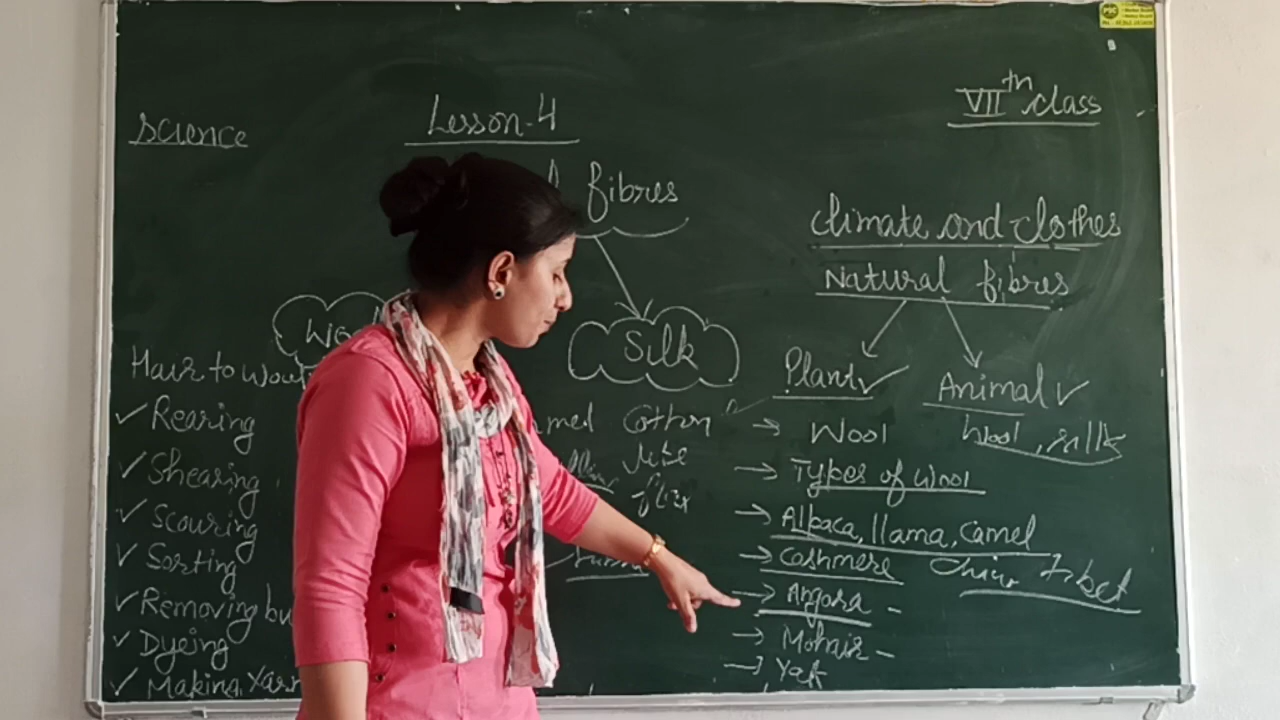 Science
Lesson-4
VIIth class
fibres
Climate and clothes
Natural fibres
Silk
Hair to wool
Plant ✓
Animal ✓
✓ Rearing
Cotton
→ Wool
Wool, silk
✓ Shearing
Jute
→ Types of wool
✓ Scouring
flax
→ Alpaca, llama, Camel
✓ Sorting
→ Cashmere
Tibet
✓ Removing bu
→ Angora -
✓ Dyeing
→ Mohair -
✓ Making Yarn
→ Yak